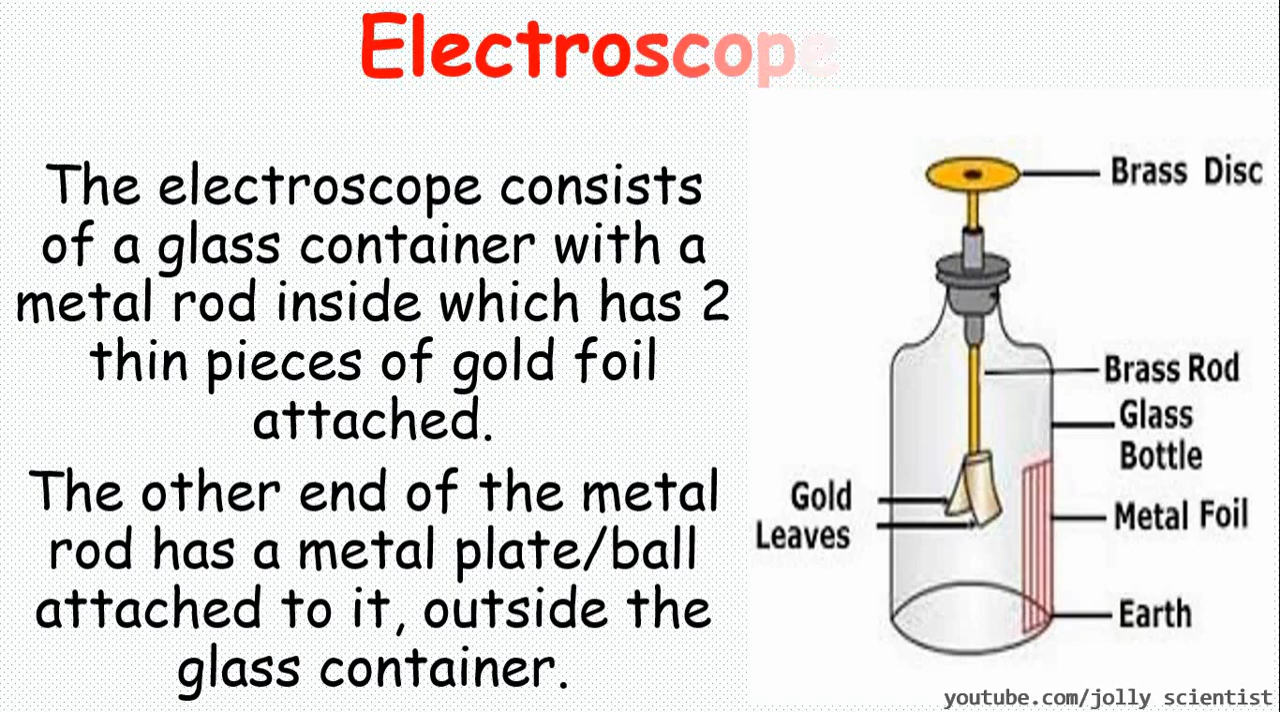 Electroscope
The electroscope consists
of a glass container with a
metal rod inside which has 2
thin pieces of gold foil
attached.
The other end of the metal
rod has a metal plate/ball
attached to it, outside the
glass container.
Brass Disc
Brass Rod
Glass
Bottle
Gold
Leaves
Metal Foil
Earth
youtube.com/jolly scientist